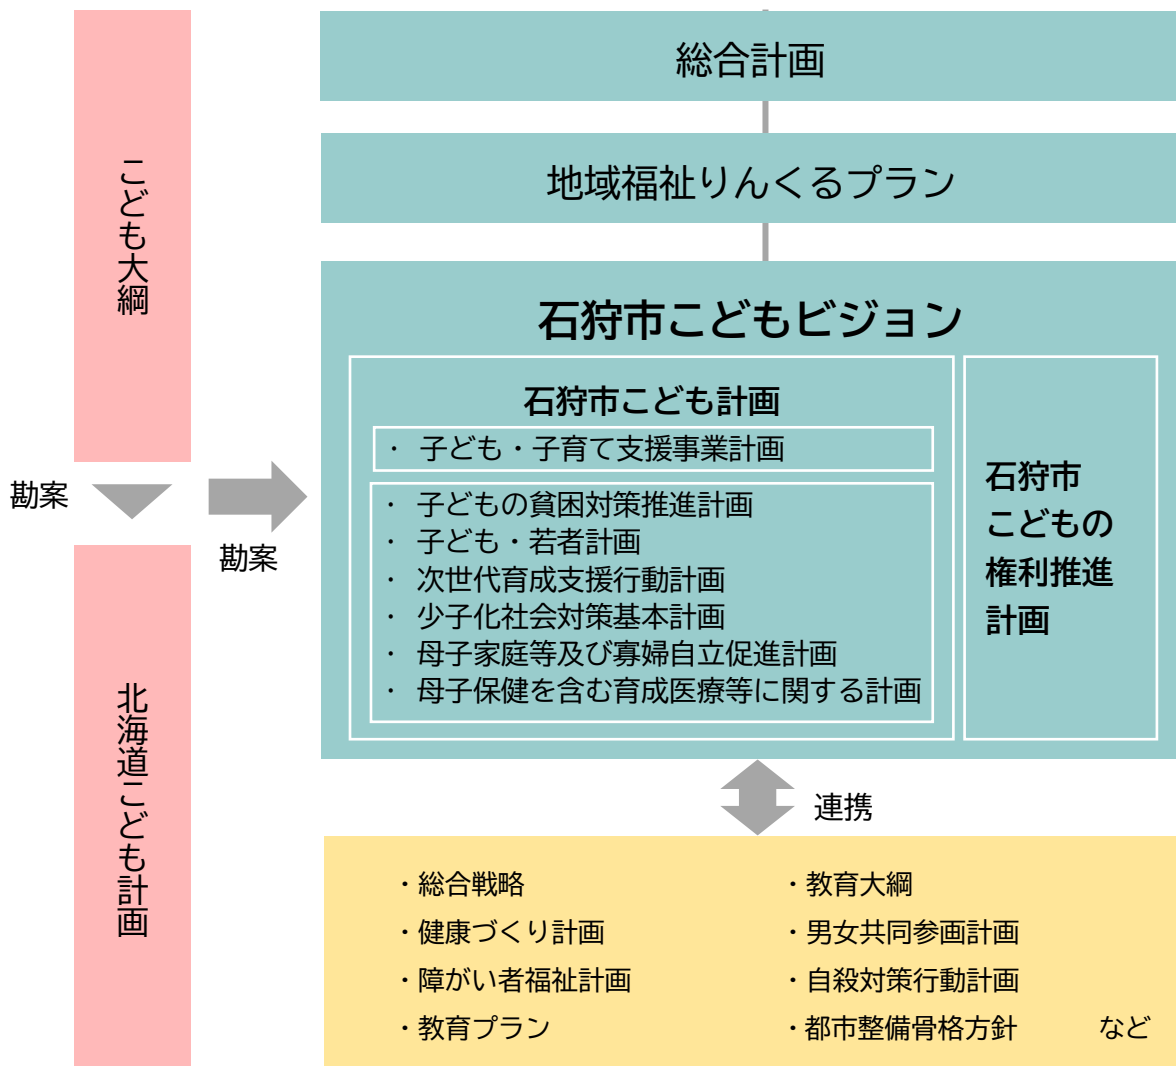 こども大綱
勘案
北海道こども計画
勘案
総合計画
地域福祉りんくるプラン
石狩市こどもビジョン
石狩市こども計画
・ 子ども・子育て支援事業計画
・ 子どもの貧困対策推進計画
・ 子ども・若者計画
・ 次世代育成支援行動計画
・ 少子化社会対策基本計画
・ 母子家庭等及び寡婦自立促進計画
・ 母子保健を含む育成医療等に関する計画
石狩市
こどもの
権利推進
計画
連携
・総合戦略
・健康づくり計画
・障がい者福祉計画
・教育プラン
・教育大綱
・男女共同参画計画
・自殺対策行動計画
・都市整備骨格方針 など